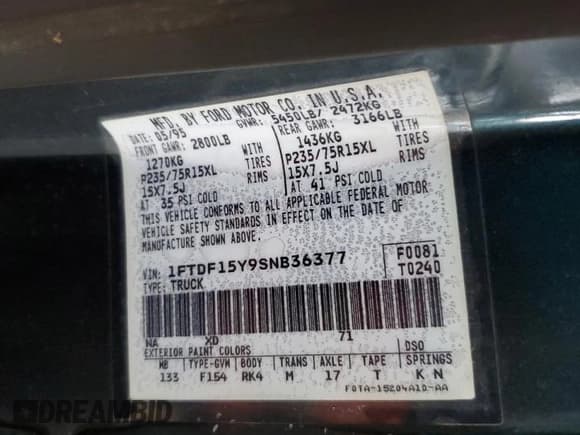 MFD. BY FORD MOTOR CO. IN U.S.A.
DATE: 05/95 GVWR: 5450LB/ 2472KG
FRONT GAWR: 2800LB REAR GAWR: 3166LB
1270KG WITH 1436KG WITH
P235/75R15XL TIRES P235/75R15XL TIRES
15X7.5J RIMS 15X7.5J RIMS
AT 35 PSI COLD AT 41 PSI COLD
THIS VEHICLE CONFORMS TO ALL APPLICABLE FEDERAL MOTOR
VEHICLE SAFETY STANDARDS IN EFFECT ON THE DATE OF
MANUFACTURE SHOWN ABOVE.
VIN: 1FTDF15Y9SNB36377 F0081
TYPE: TRUCK T0240
NA XD 71
EXTERIOR PAINT COLORS DSO
WB TYPE-GVM BODY TRANS AXLE TAPE SPRINGS
133 F154 RK4 M 17 T K N
F0TA-15204A10-AA
DREAMBID